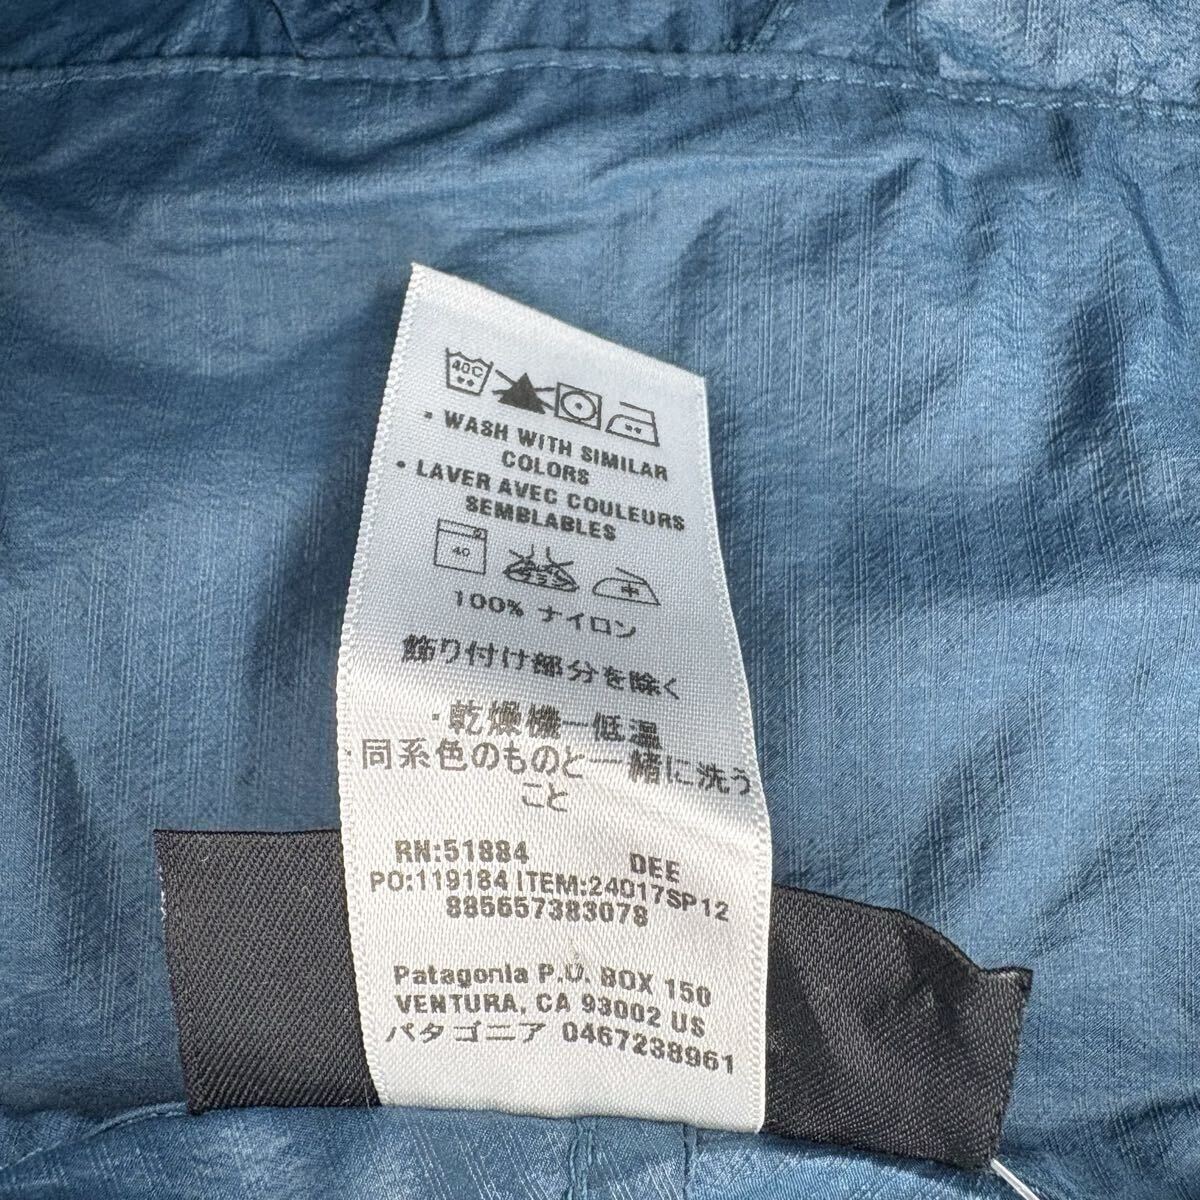 40C
• WASH WITH SIMILAR
COLORS
• LAVER AVEC COULEURS
SEMBLABLES
40
100% ナイロン
飾り付け部分を除く
・乾燥機一低温
・同系色のものと一緒に洗う
こと
RN:51884 DEE
PO:119184 ITEM:24017SP12
885657383078
Patagonia P.O. BOX 150
VENTURA, CA 93002 US
パタゴニア 0467238961